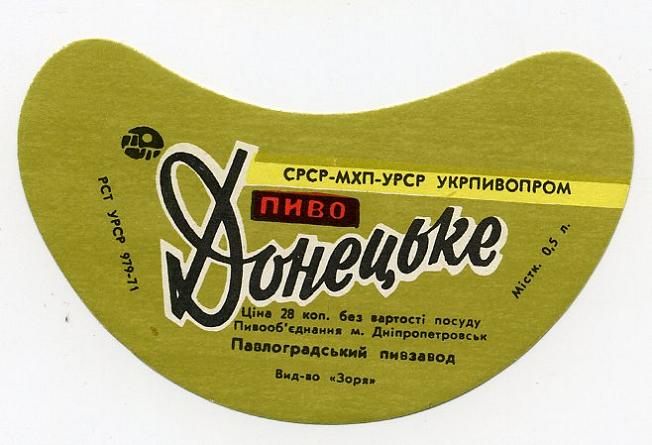 СРСР-МХП-УРСР УКРПИВОПРОМ
ПИВО
Донецьке
РСТ УРСР 979-71
Містк. 0,5 л.
Ціна 28 коп. без вартості посуду
Пивооб'єднання м. Дніпропетровськ
Павлоградський пивзавод
Вид-во «Зоря»